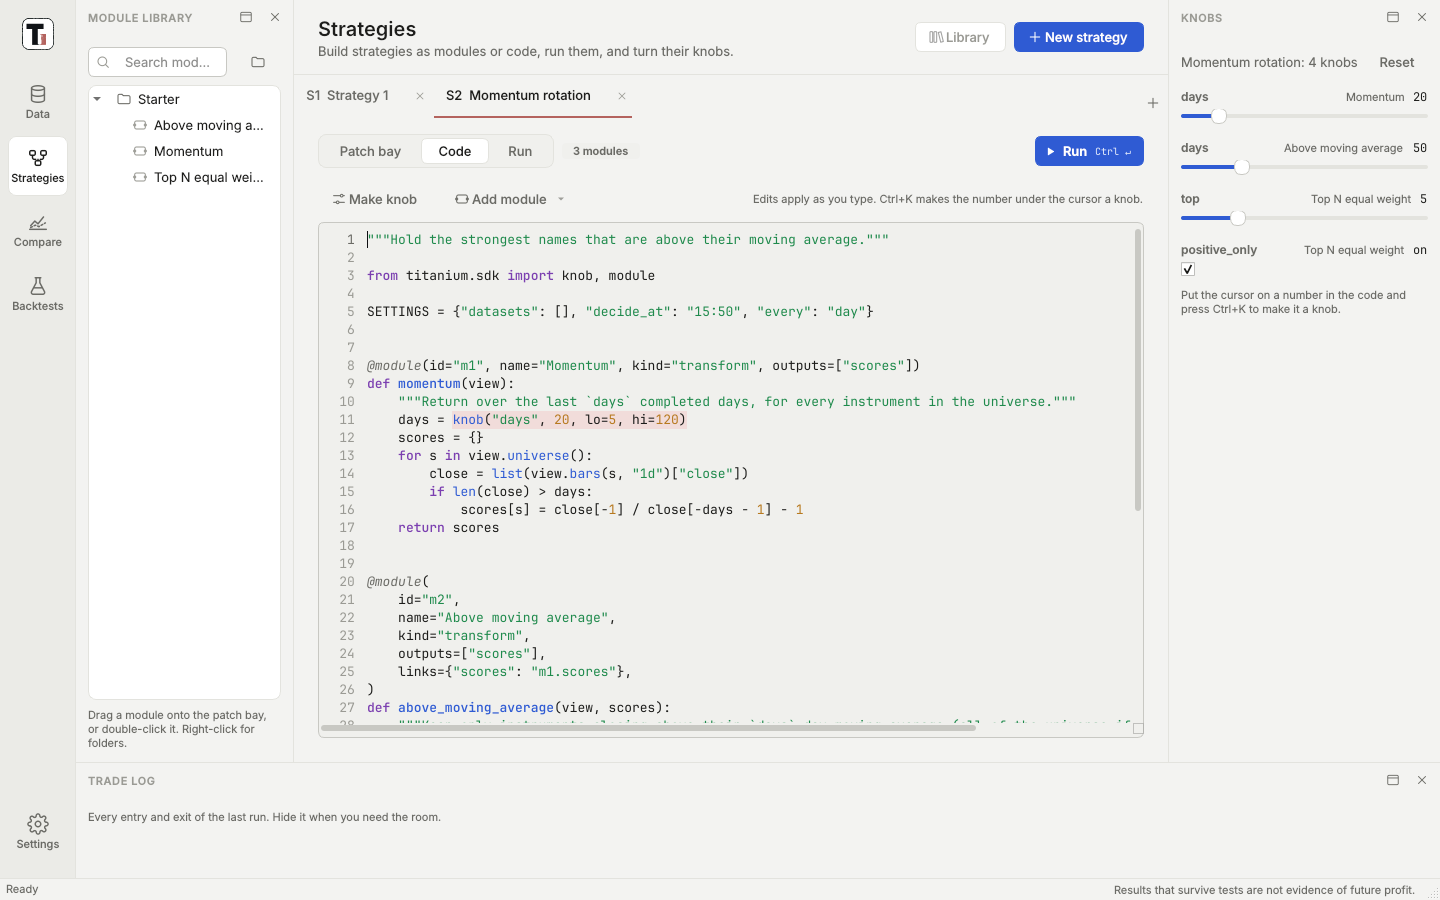 T
MODULE LIBRARY
Search mod...
Starter
Above moving a...
Momentum
Top N equal wei...
Drag a module onto the patch bay,
or double-click it. Right-click for
folders.
Data
Strategies
Compare
Backtests
Settings
Strategies
Build strategies as modules or code, run them, and turn their knobs.
Library
New strategy
S1 Strategy 1
S2 Momentum rotation
Patch bay
Code
Run
3 modules
Run Ctrl ↵
Make knob
Add module
Edits apply as you type. Ctrl+K makes the number under the cursor a knob.
1 """Hold the strongest names that are above their moving average."""
2
3 from titanium.sdk import knob, module
4
5 SETTINGS = {"datasets": [], "decide_at": "15:50", "every": "day"}
6
7
8 @module(id="m1", name="Momentum", kind="transform", outputs=["scores"])
9 def momentum(view):
10 """Return over the last `days` completed days, for every instrument in the universe."""
11 days = knob("days", 20, lo=5, hi=120)
12 scores = {}
13 for s in view.universe():
14 close = list(view.bars(s, "1d")["close"])
15 if len(close) > days:
16 scores[s] = close[-1] / close[-days - 1] - 1
17 return scores
18
19
20 @module(
21 id="m2",
22 name="Above moving average",
23 kind="transform",
24 outputs=["scores"],
25 links={"scores": "m1.scores"},
26 )
27 def above_moving_average(view, scores):
KNOBS
Momentum rotation: 4 knobs
Reset
days Momentum 20
days Above moving average 50
top Top N equal weight 5
positive_only Top N equal weight on
Put the cursor on a number in the code and
press Ctrl+K to make it a knob.
TRADE LOG
Every entry and exit of the last run. Hide it when you need the room.
Ready
Results that survive tests are not evidence of future profit.